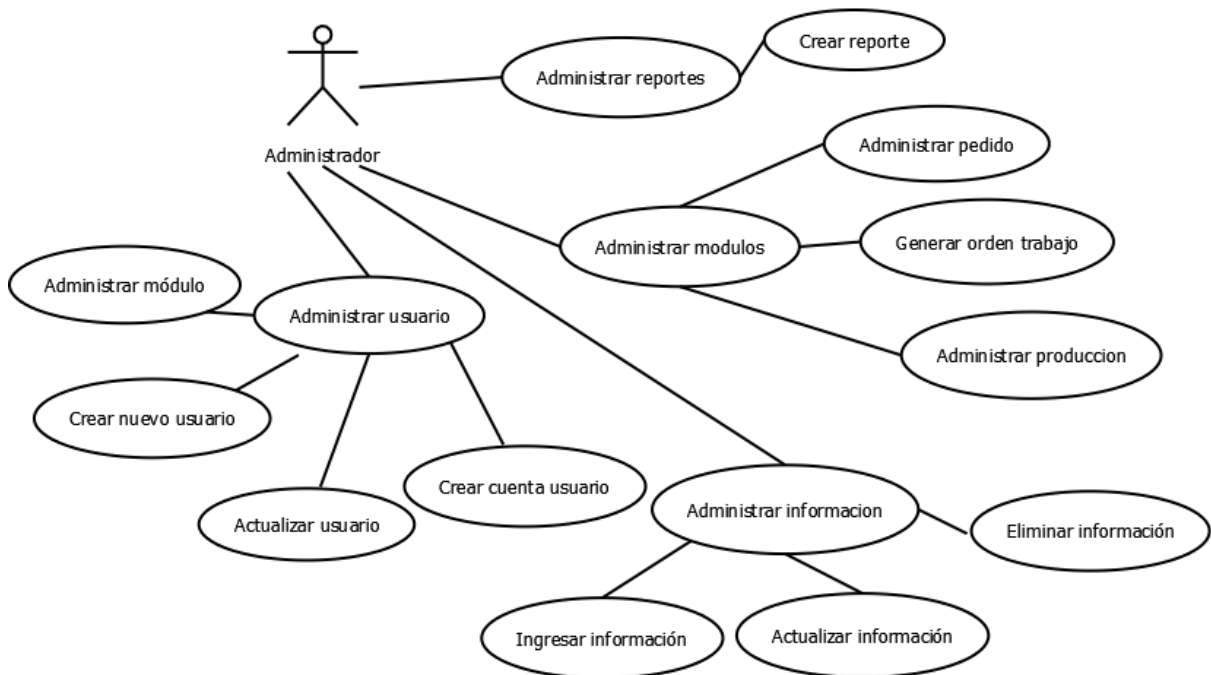 Crear reporte
Administrar reportes
Administrador
Administrar pedido
Administrar modulos
Generar orden trabajo
Administrar módulo
Administrar usuario
Administrar produccion
Crear nuevo usuario
Crear cuenta usuario
Actualizar usuario
Administrar informacion
Eliminar información
Ingresar información
Actualizar información